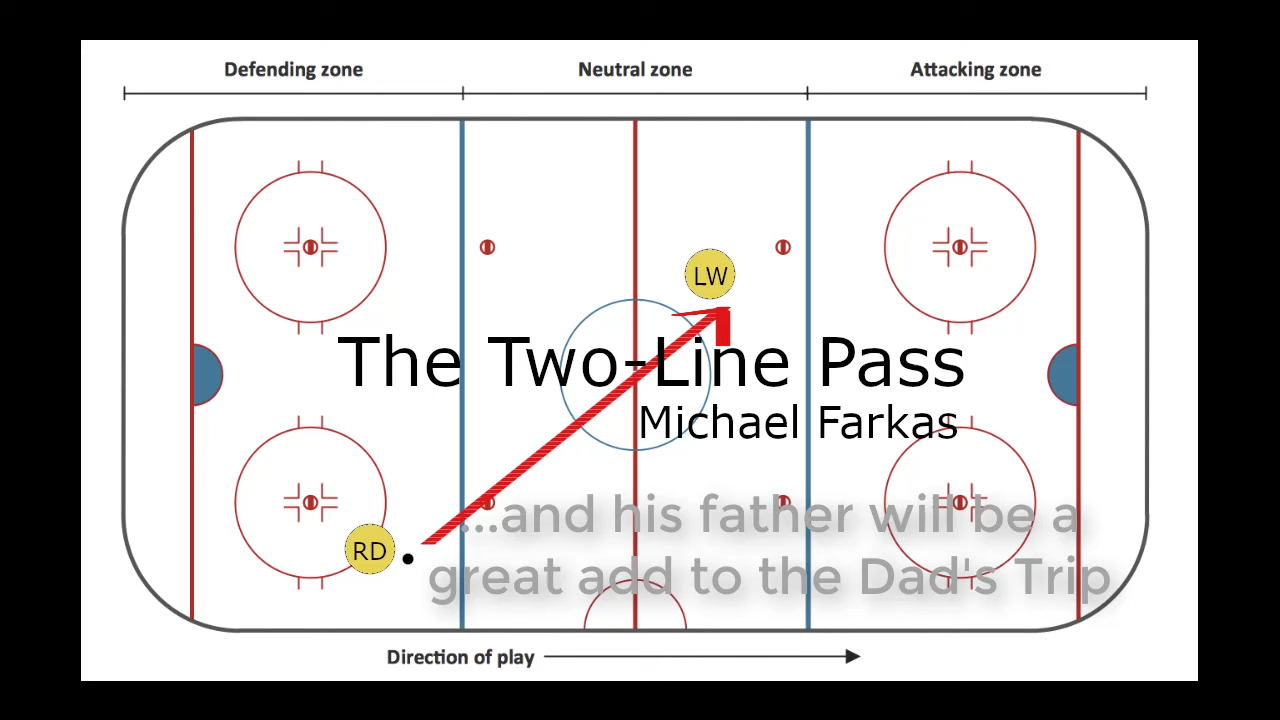 Defending zone
Neutral zone
Attacking zone
LW
The Two-Line Pass
Michael Farkas
...and his father will be a
RD
great add to the Dad's Trip
Direction of play